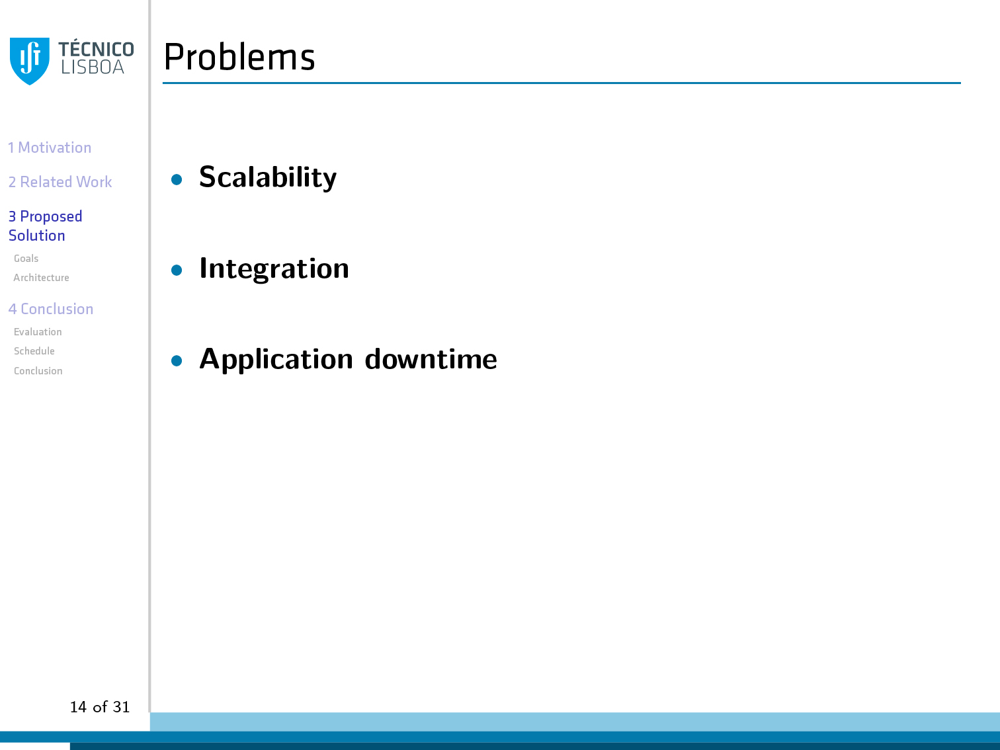 TÉCNICO
LISBOA
1 Motivation
2 Related Work
3 Proposed
Solution
Goals
Architecture
4 Conclusion
Evaluation
Schedule
Conclusion
14 of 31
Problems
• Scalability
• Integration
• Application downtime